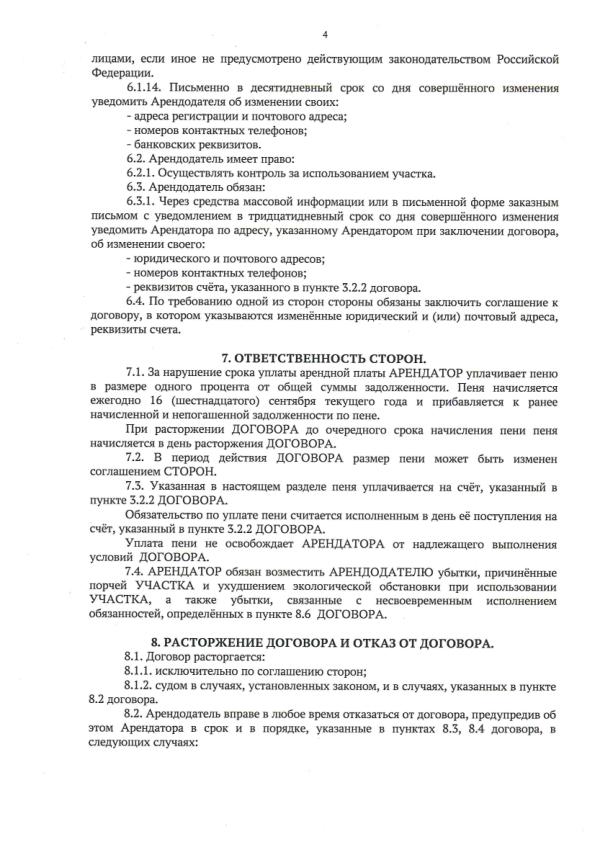 4
лицами, если иное не предусмотрено действующим законодательством Российской
Федерации.
6.1.14. Письменно в десятидневный срок со дня совершённого изменения
уведомить Арендодателя об изменении своих:
- адреса регистрации и почтового адреса;
- номеров контактных телефонов;
- банковских реквизитов.
6.2. Арендодатель имеет право:
6.2.1. Осуществлять контроль за использованием участка.
6.3. Арендодатель обязан:
6.3.1. Через средства массовой информации или в письменной форме заказным
письмом с уведомлением в тридцатидневный срок со дня совершённого изменения
уведомить Арендатора по адресу, указанному Арендатором при заключении договора,
об изменении своего:
- юридического и почтового адресов;
- номеров контактных телефонов;
- реквизитов счёта, указанного в пункте 3.2.2 договора.
6.4. По требованию одной из сторон стороны обязаны заключить соглашение к
договору, в котором указываются изменённые юридический и (или) почтовый адреса,
реквизиты счета.
7. ОТВЕТСТВЕННОСТЬ СТОРОН.
7.1. За нарушение срока уплаты арендной платы АРЕНДАТОР уплачивает пеню
в размере одного процента от общей суммы задолженности. Пеня начисляется
ежегодно 16 (шестнадцатого) сентября текущего года и прибавляется к ранее
начисленной и непогашенной задолженности по пене.
При расторжении ДОГОВОРА до очередного срока начисления пени пеня
начисляется в день расторжения ДОГОВОРА.
7.2. В период действия ДОГОВОРА размер пени может быть изменен
соглашением СТОРОН.
7.3. Указанная в настоящем разделе пеня уплачивается на счёт, указанный в
пункте 3.2.2 ДОГОВОРА.
Обязательство по уплате пени считается исполненным в день её поступления на
счёт, указанный в пункте 3.2.2 ДОГОВОРА.
Уплата пени не освобождает АРЕНДАТОРА от надлежащего выполнения
условий ДОГОВОРА.
7.4. АРЕНДАТОР обязан возместить АРЕНДОДАТЕЛЮ убытки, причинённые
порчей УЧАСТКА и ухудшением экологической обстановки при использовании
УЧАСТКА, а также убытки, связанные с несвоевременным исполнением
обязанностей, определённых в пункте 8.6 ДОГОВОРА.
8. РАСТОРЖЕНИЕ ДОГОВОРА И ОТКАЗ ОТ ДОГОВОРА.
8.1. Договор расторгается:
8.1.1. исключительно по соглашению сторон;
8.1.2. судом в случаях, установленных законом, и в случаях, указанных в пункте
8.2 договора.
8.2. Арендодатель вправе в любое время отказаться от договора, предупредив об
этом Арендатора в срок и в порядке, указанные в пунктах 8.3, 8.4 договора, в
следующих случаях: